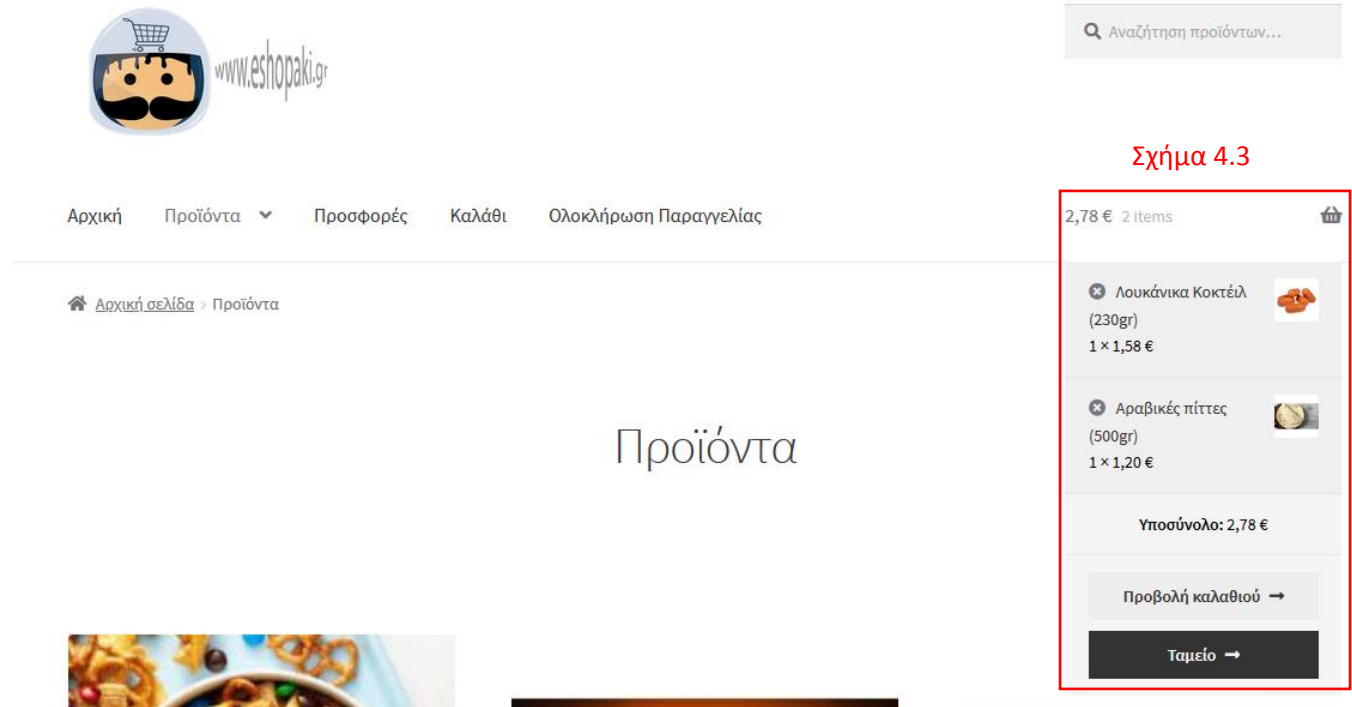 www.eshopaki.gr
Αναζήτηση προϊόντων...
Σχήμα 4.3
Αρχική Προϊόντα Προσφορές Καλάθι Ολοκλήρωση Παραγγελίας
2,78 € 2 items
Αρχική σελίδα › Προϊόντα
Λουκάνικα Κοκτέιλ
(230gr)
1 × 1,58 €
Αραβικές πίττες
(500gr)
1 × 1,20 €
Προϊόντα
Υποσύνολο: 2,78 €
Προβολή καλαθιού →
Ταμείο →